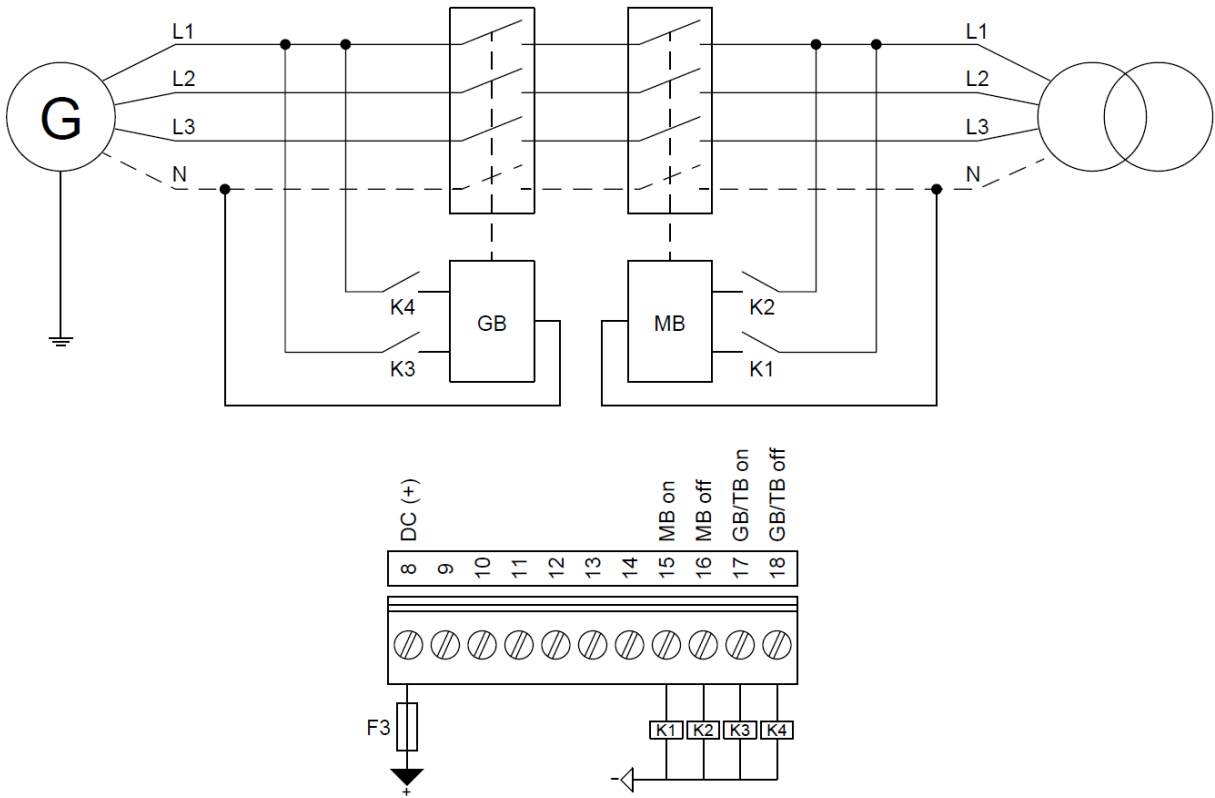 L1 L1
L2 L2
G
L3 L3
N N
K4 K2
GB MB
K3 K1
DC (+)
MB on
MB off
GB/TB on
GB/TB off
8 9 10 11 12 13 14 15 16 17 18
F3
K1 K2 K3 K4
-
+